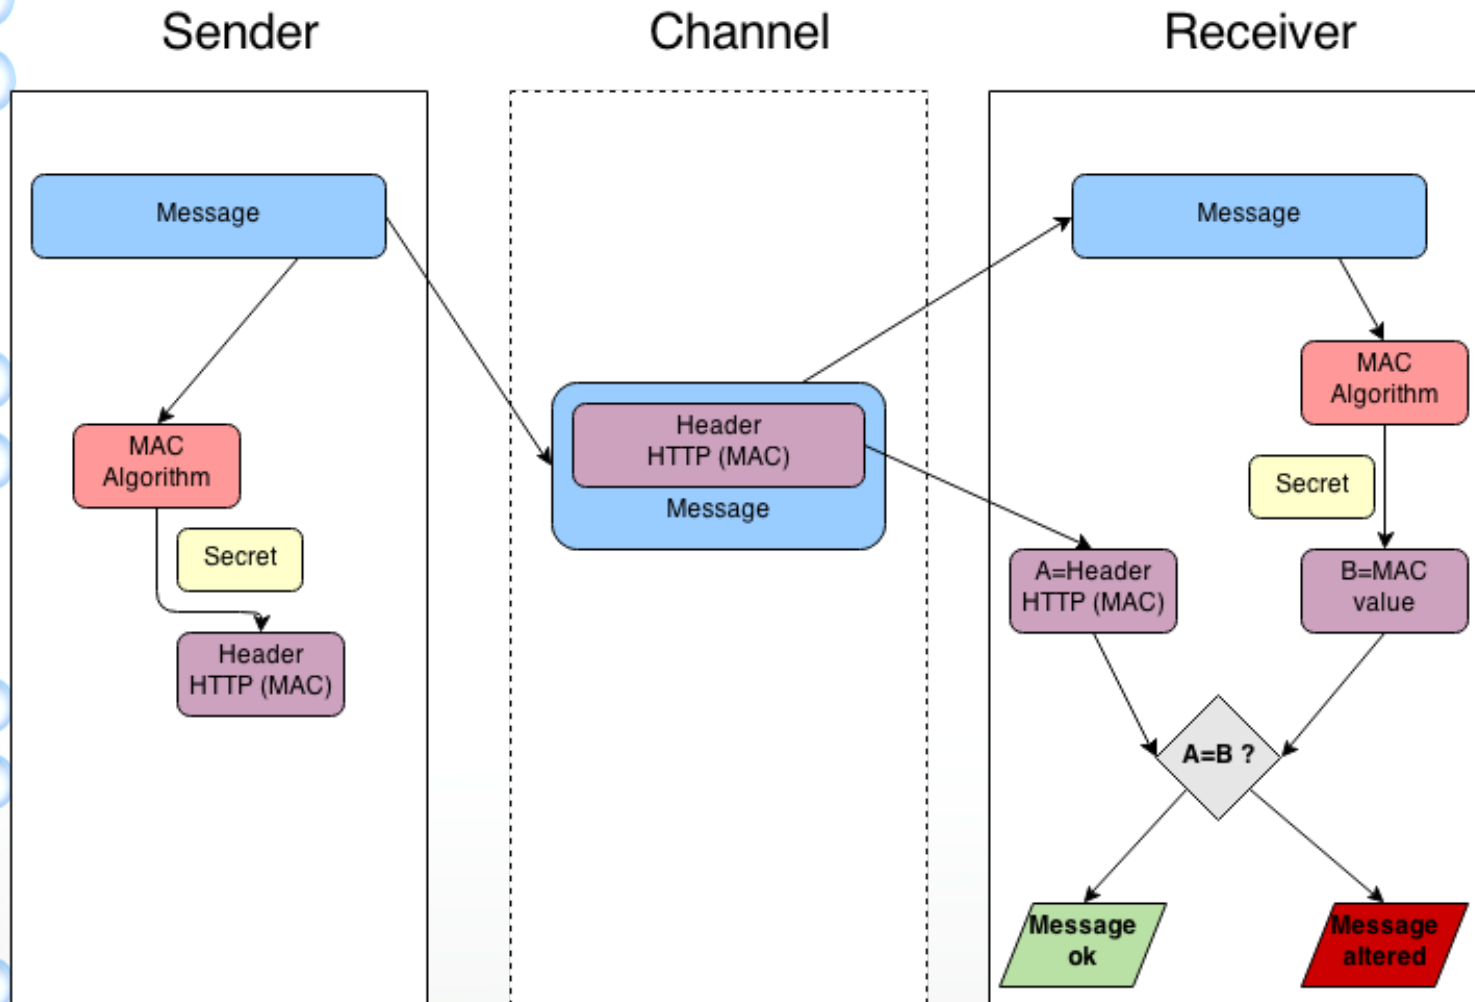 Sender
Channel
Receiver
Message
MAC
Algorithm
Secret
Header
HTTP (MAC)
Header
HTTP (MAC)
Message
Message
MAC
Algorithm
Secret
A=Header
HTTP (MAC)
B=MAC
value
A=B ?
Message
ok
Message
altered